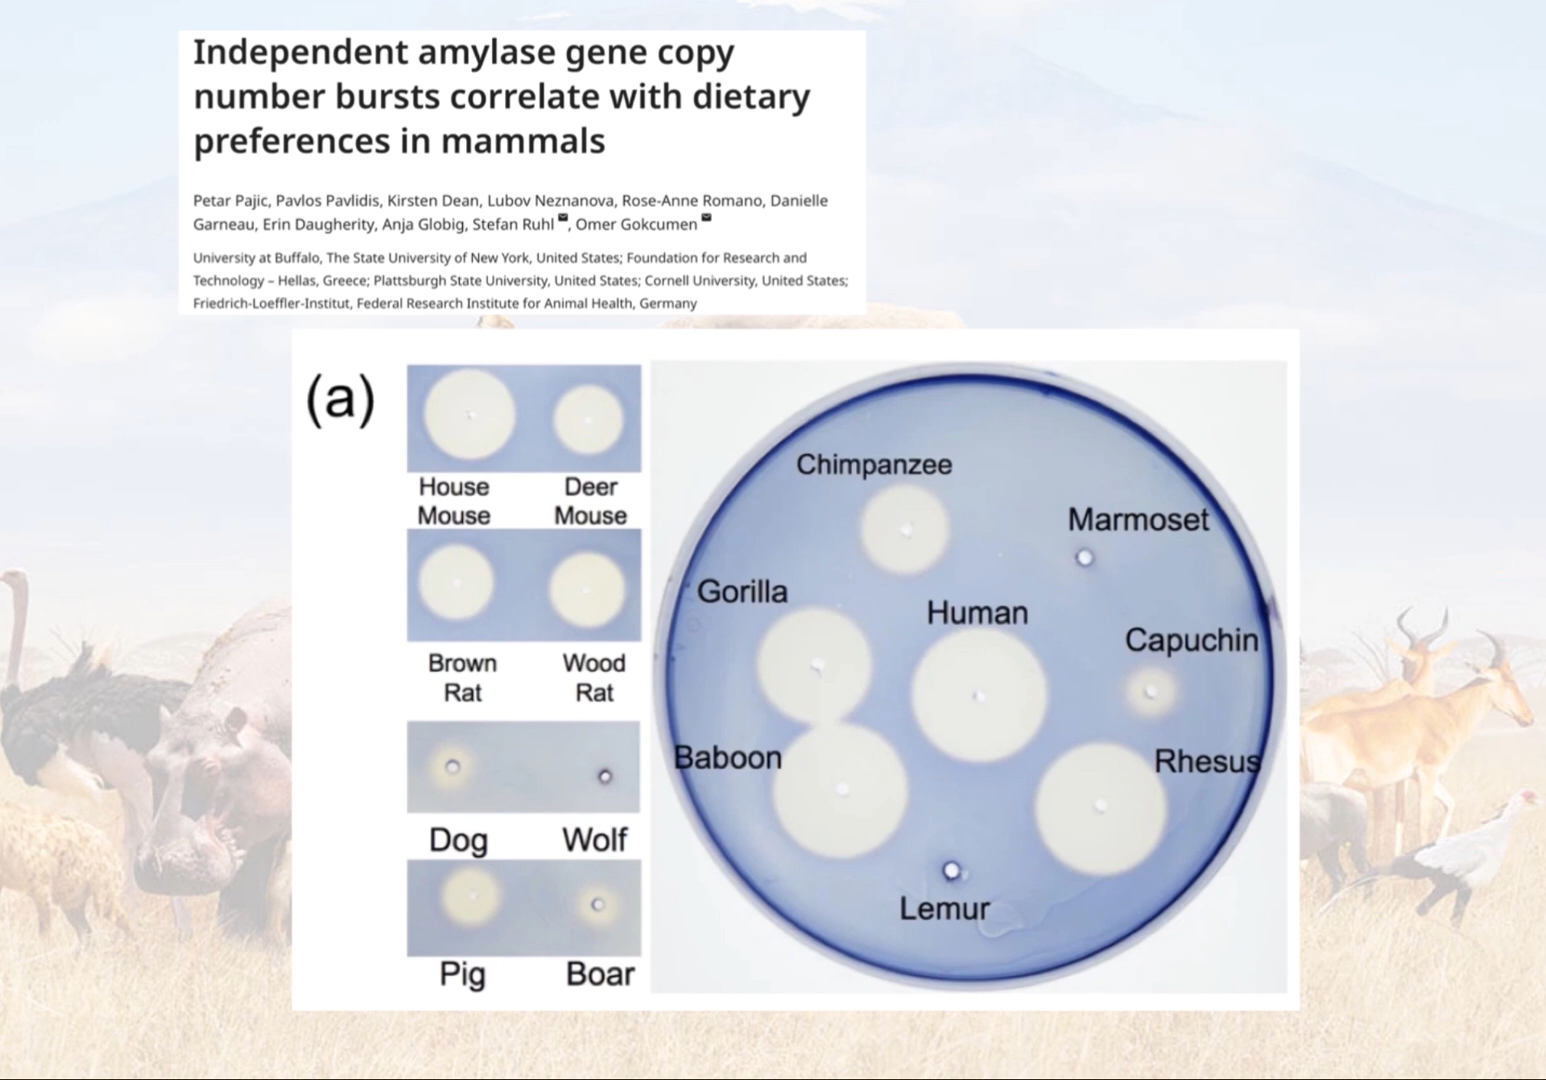 Independent amylase gene copy
number bursts correlate with dietary
preferences in mammals
Petar Pajic, Pavlos Pavlidis, Kirsten Dean, Lubov Neznanova, Rose-Anne Romano, Danielle
Garneau, Erin Daugherity, Anja Globig, Stefan Ruhl, Omer Gokcumen
University at Buffalo, The State University of New York, United States; Foundation for Research and
Technology – Hellas, Greece; Plattsburgh State University, United States; Cornell University, United States;
Friedrich-Loeffler-Institut, Federal Research Institute for Animal Health, Germany
(a)
House
Mouse
Deer
Mouse
Brown
Rat
Wood
Rat
Dog
Wolf
Pig
Boar
Chimpanzee
Marmoset
Gorilla
Human
Capuchin
Baboon
Rhesus
Lemur